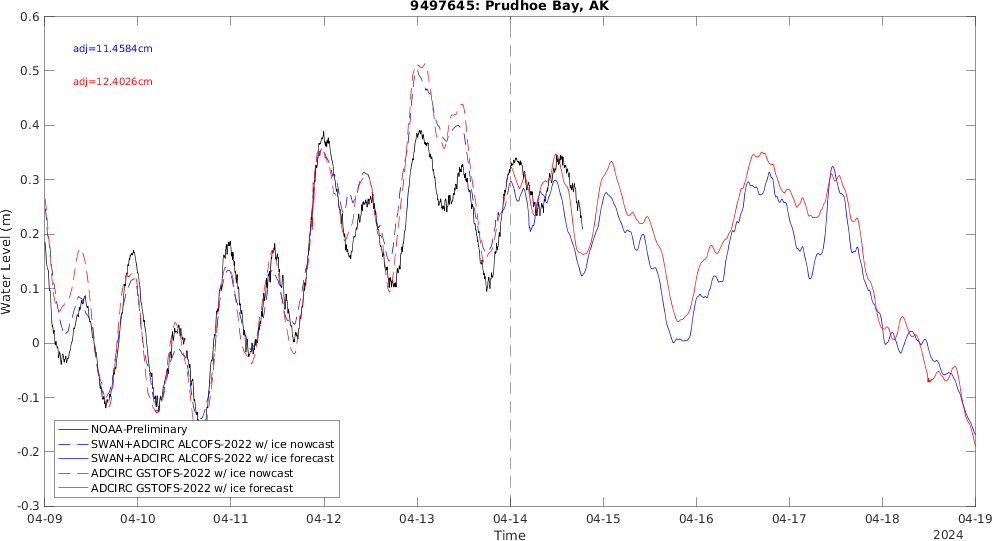 9497645: Prudhoe Bay, AK
adj=11.4584cm
adj=12.4026cm
Water Level (m)
0.6
0.5
0.4
0.3
0.2
0.1
0
-0.1
-0.2
-0.3
NOAA-Preliminary
SWAN+ADCIRC ALCOFS-2022 w/ ice nowcast
SWAN+ADCIRC ALCOFS-2022 w/ ice forecast
ADCIRC GSTOFS-2022 w/ ice nowcast
ADCIRC GSTOFS-2022 w/ ice forecast
04-09 04-10 04-11 04-12 04-13 04-14 04-15 04-16 04-17 04-18 04-19
Time
2024